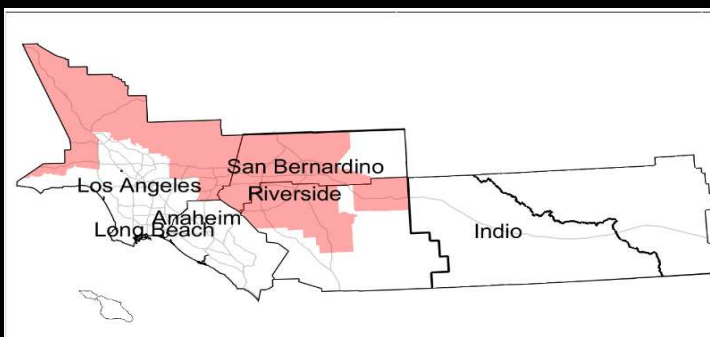 San Bernardino
Los Angeles
Riverside
Anaheim
Long Beach
Indio